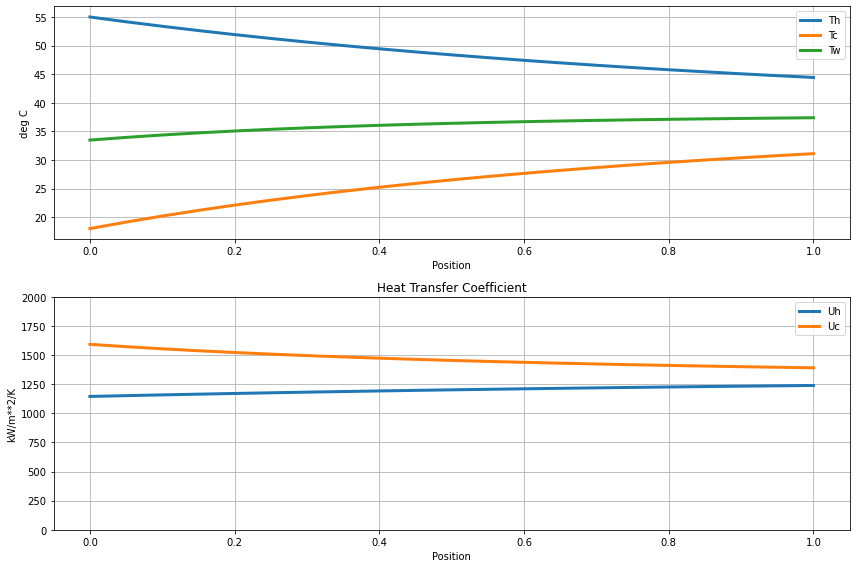 55
50
45
40
35
30
25
20
deg C
Th
Tc
Tw
0.0 0.2 0.4 0.6 0.8 1.0
Position
Heat Transfer Coefficient
2000
1750
1500
1250
1000
750
500
250
0
kW/m**2/K
Uh
Uc
0.0 0.2 0.4 0.6 0.8 1.0
Position